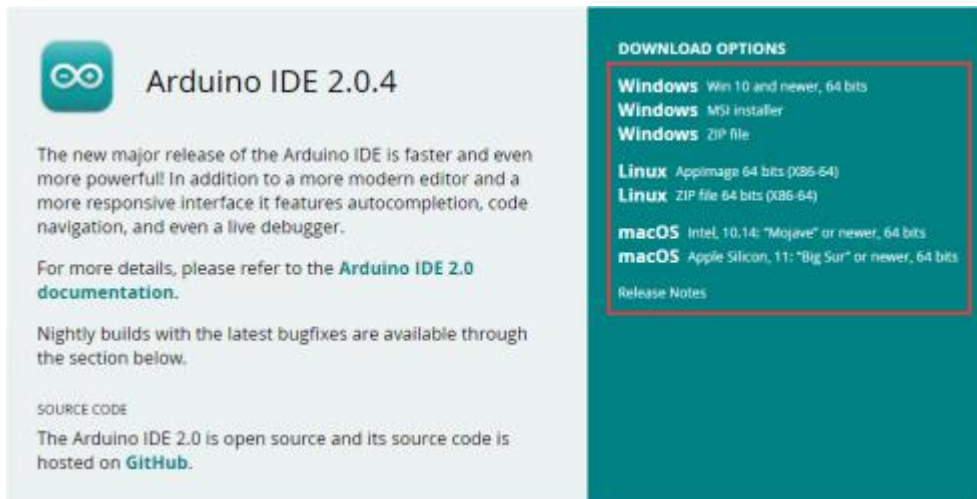 Arduino IDE 2.0.4
The new major release of the Arduino IDE is faster and even
more powerful! In addition to a more modern editor and a
more responsive interface it features autocompletion, code
navigation, and even a live debugger.
For more details, please refer to the Arduino IDE 2.0
documentation.
Nightly builds with the latest bugfixes are available through
the section below.
SOURCE CODE
The Arduino IDE 2.0 is open source and its source code is
hosted on GitHub.
DOWNLOAD OPTIONS
Windows Win 10 and newer, 64 bits
Windows MSI installer
Windows ZIP file
Linux AppImage 64 bits (X86-64)
Linux ZIP file 64 bits (X86-64)
macOS Intel, 10.14: “Mojave” or newer, 64 bits
macOS Apple Silicon, 11: “Big Sur” or newer, 64 bits
Release Notes